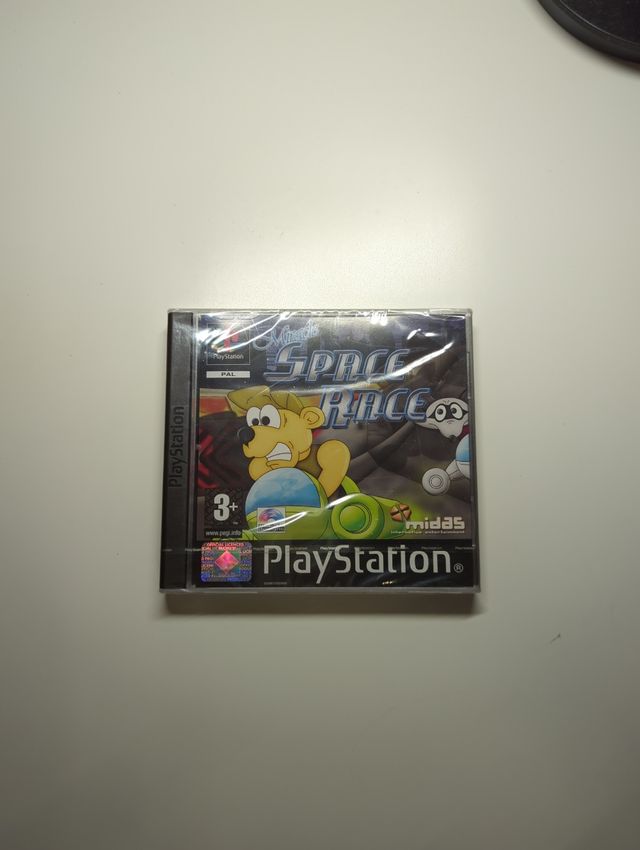 Miracle
SPACE
RACE
PlayStation
PAL
PlayStation
3+
www.pegi.info
midas
interactive entertainment
PlayStation®